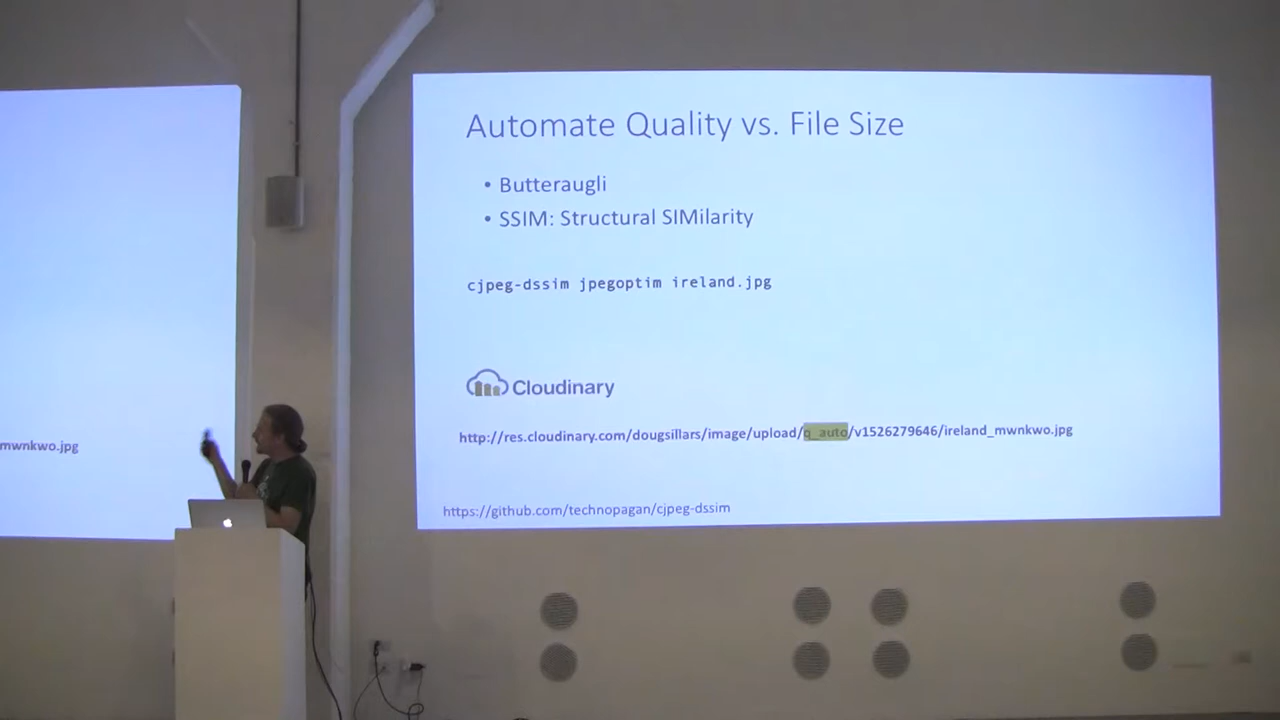 Automate Quality vs. File Size
• Butteraugli
• SSIM: Structural SIMilarity
cjpeg-dssim jpegoptim ireland.jpg
Cloudinary
http://res.cloudinary.com/dougsillars/image/upload/q_auto/v1526279646/ireland_mwnkwo.jpg
mwnkwo.jpg
https://github.com/technopagan/cjpeg-dssim